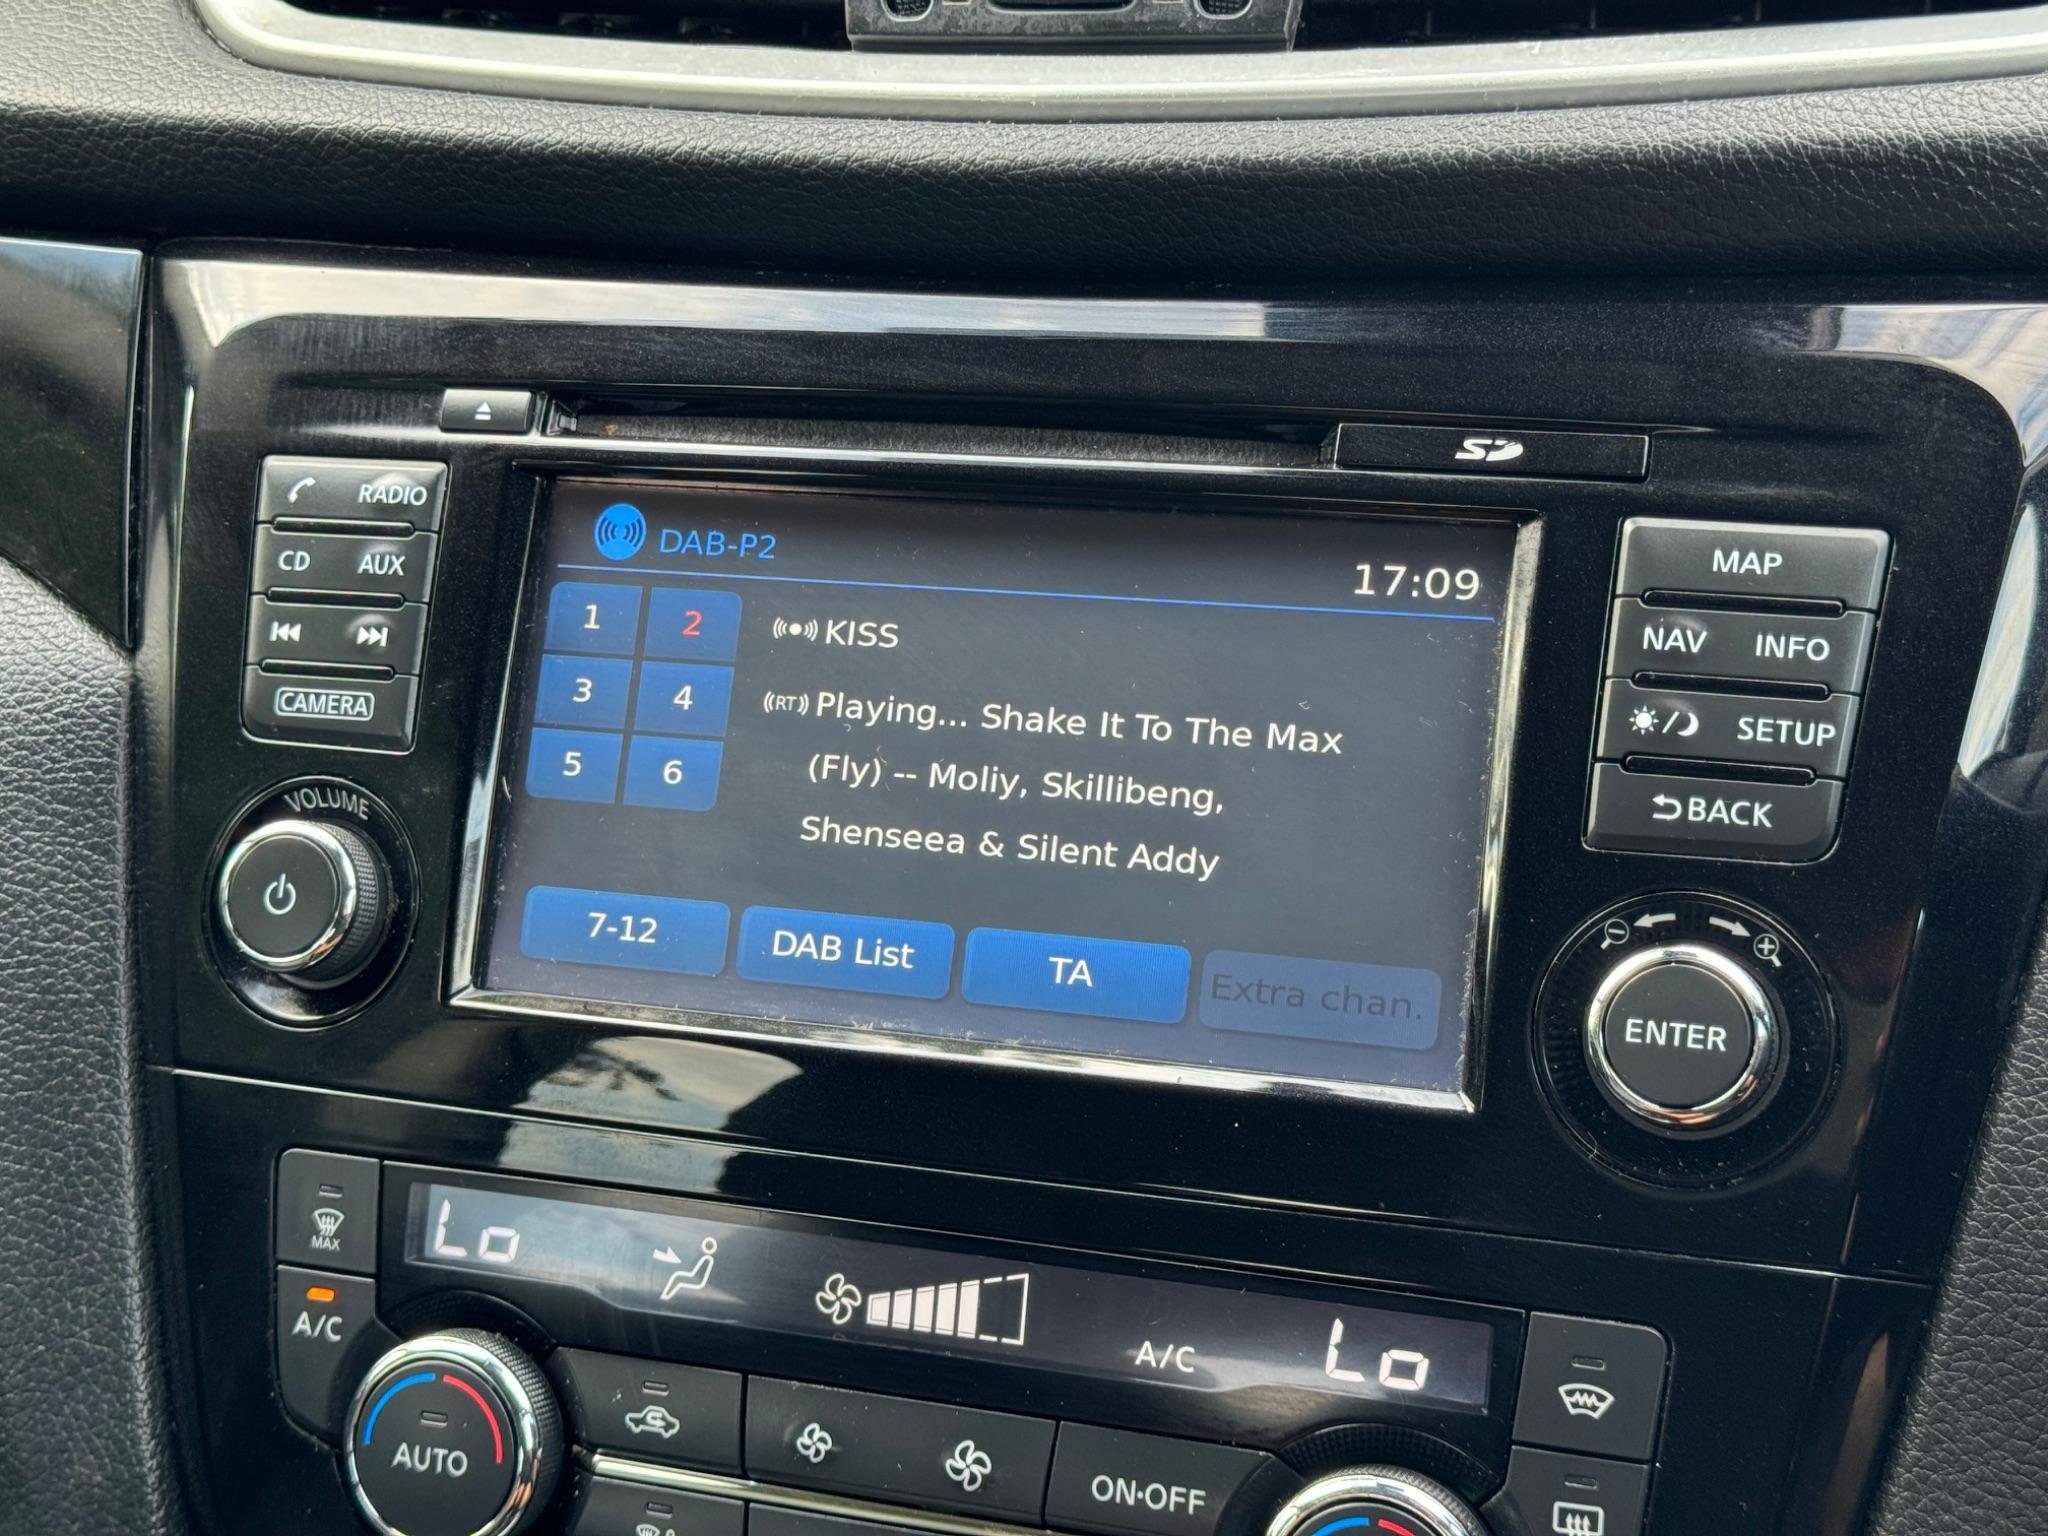 SD
RADIO
CD AUX
CAMERA
VOLUME
DAB-P2
17:09
1 2
3 4
5 6
KISS
(RT) Playing... Shake It To The Max
(Fly) -- Moliy, Skillibeng,
Shenseea & Silent Addy
7-12 DAB List TA Extra chan.
MAP
NAV INFO
SETUP
BACK
ENTER
MAX
Lo
A/C
Lo
A/C
AUTO
ON·OFF